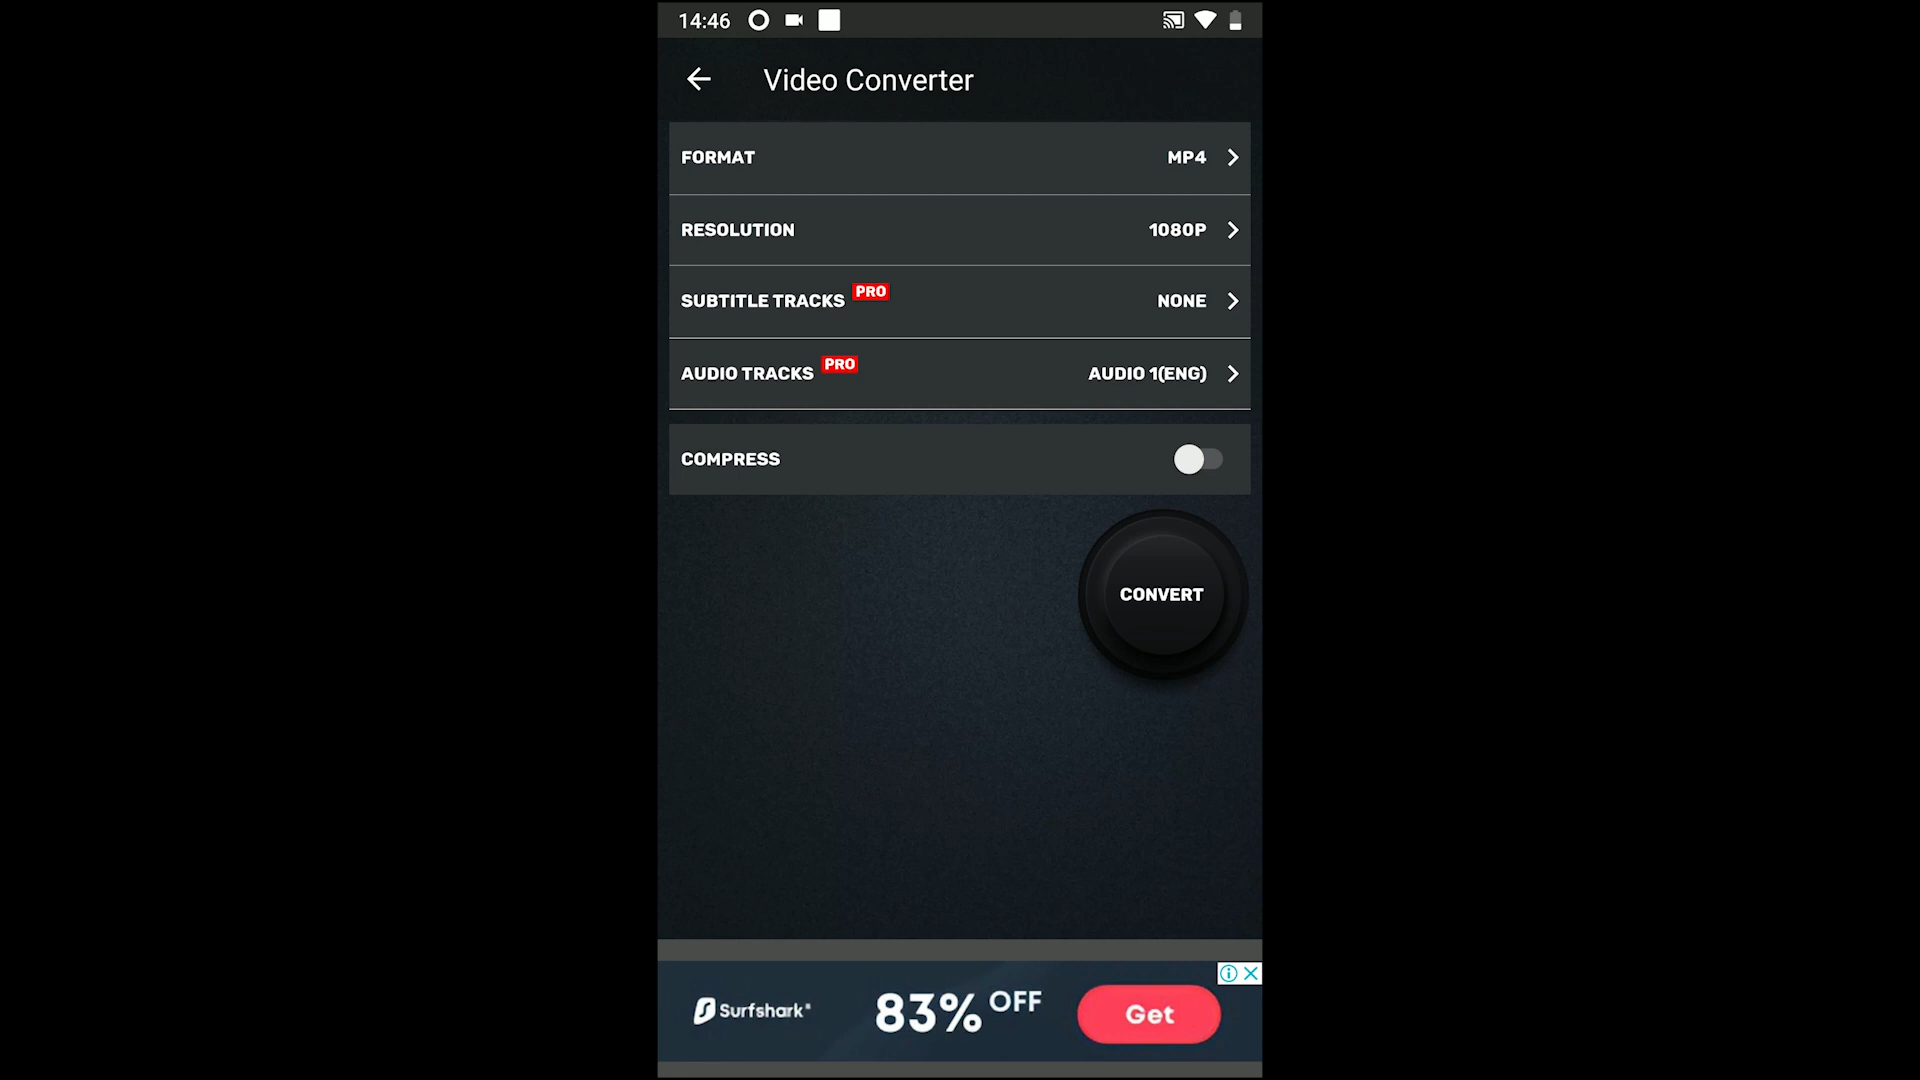 14:46
Video Converter
FORMAT MP4
RESOLUTION 1080P
SUBTITLE TRACKS PRO NONE
AUDIO TRACKS PRO AUDIO 1(ENG)
COMPRESS
CONVERT
Surfshark® 83% OFF Get